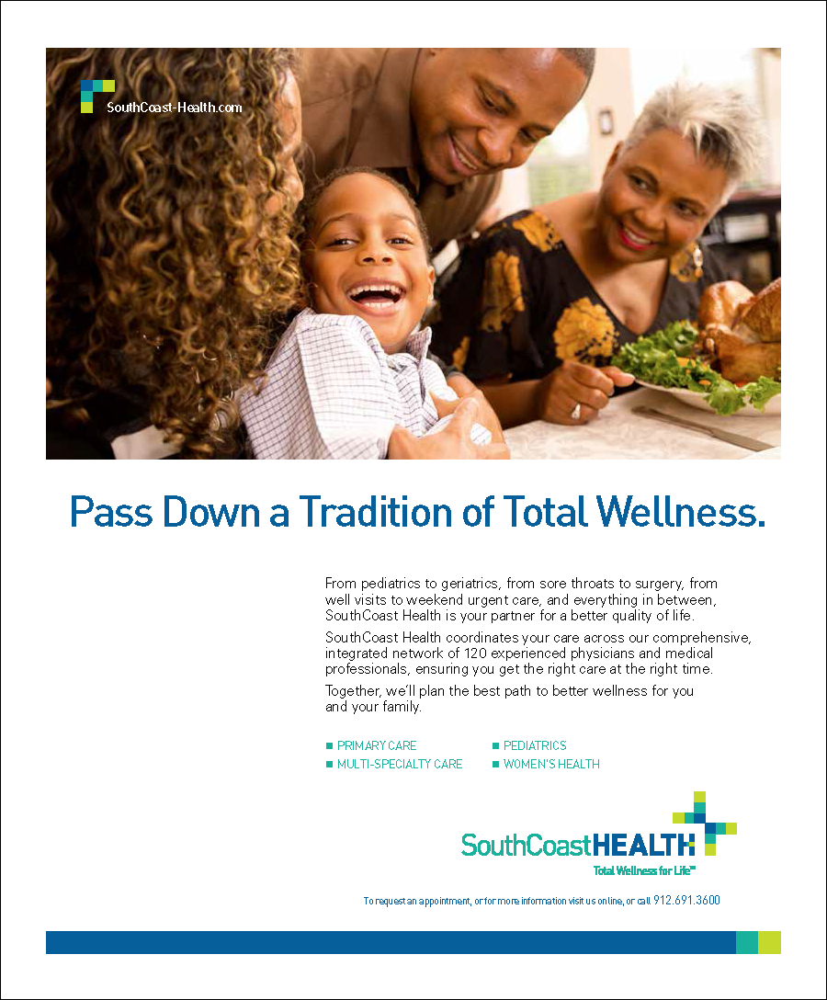 SouthCoast-Health.com
Pass Down a Tradition of Total Wellness.
From pediatrics to geriatrics, from sore throats to surgery, from
well visits to weekend urgent care, and everything in between,
SouthCoast Health is your partner for a better quality of life.
SouthCoast Health coordinates your care across our comprehensive,
integrated network of 120 experienced physicians and medical
professionals, ensuring you get the right care at the right time.
Together, we'll plan the best path to better wellness for you
and your family.
■ PRIMARY CARE ■ PEDIATRICS
■ MULTI-SPECIALTY CARE ■ WOMEN'S HEALTH
SouthCoastHEALTH
Total Wellness for Life™
To request an appointment, or for more information visit us online, or call 912.691.3600